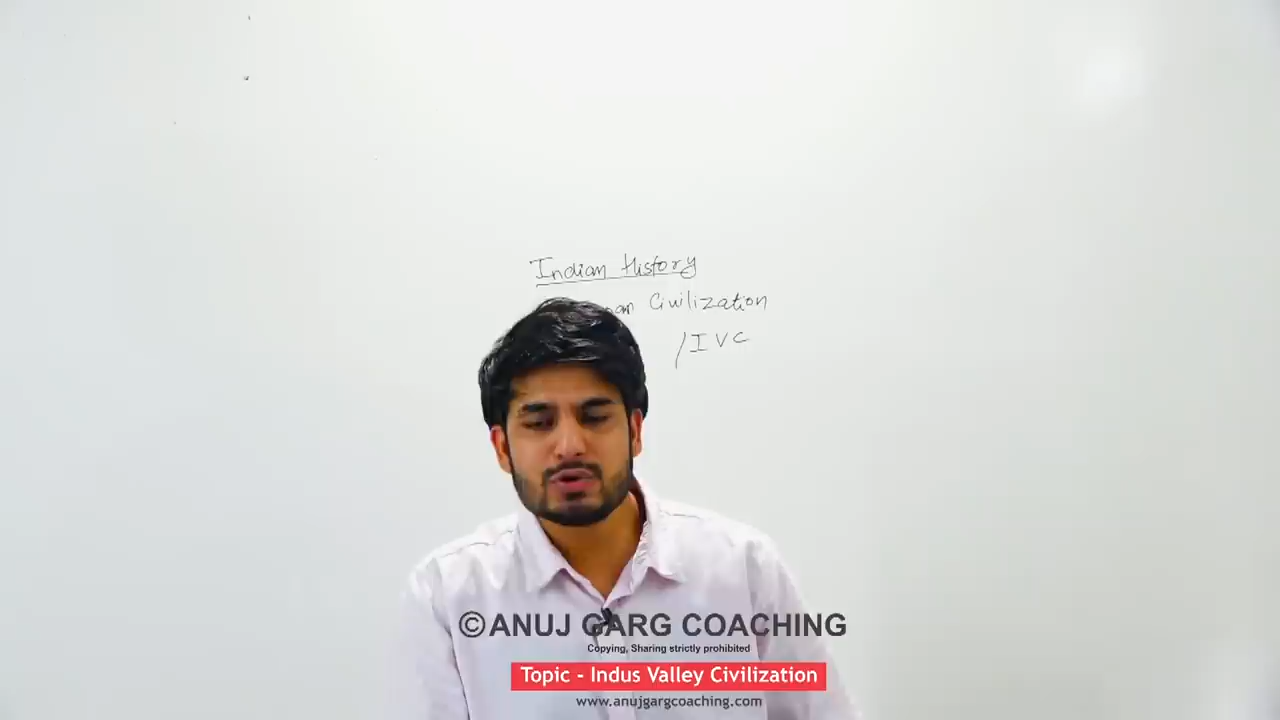 Indian History
Civilization
/IVC
©ANUJ GARG COACHING
Copying, Sharing strictly prohibited
Topic - Indus Valley Civilization
www.anujgargcoaching.com